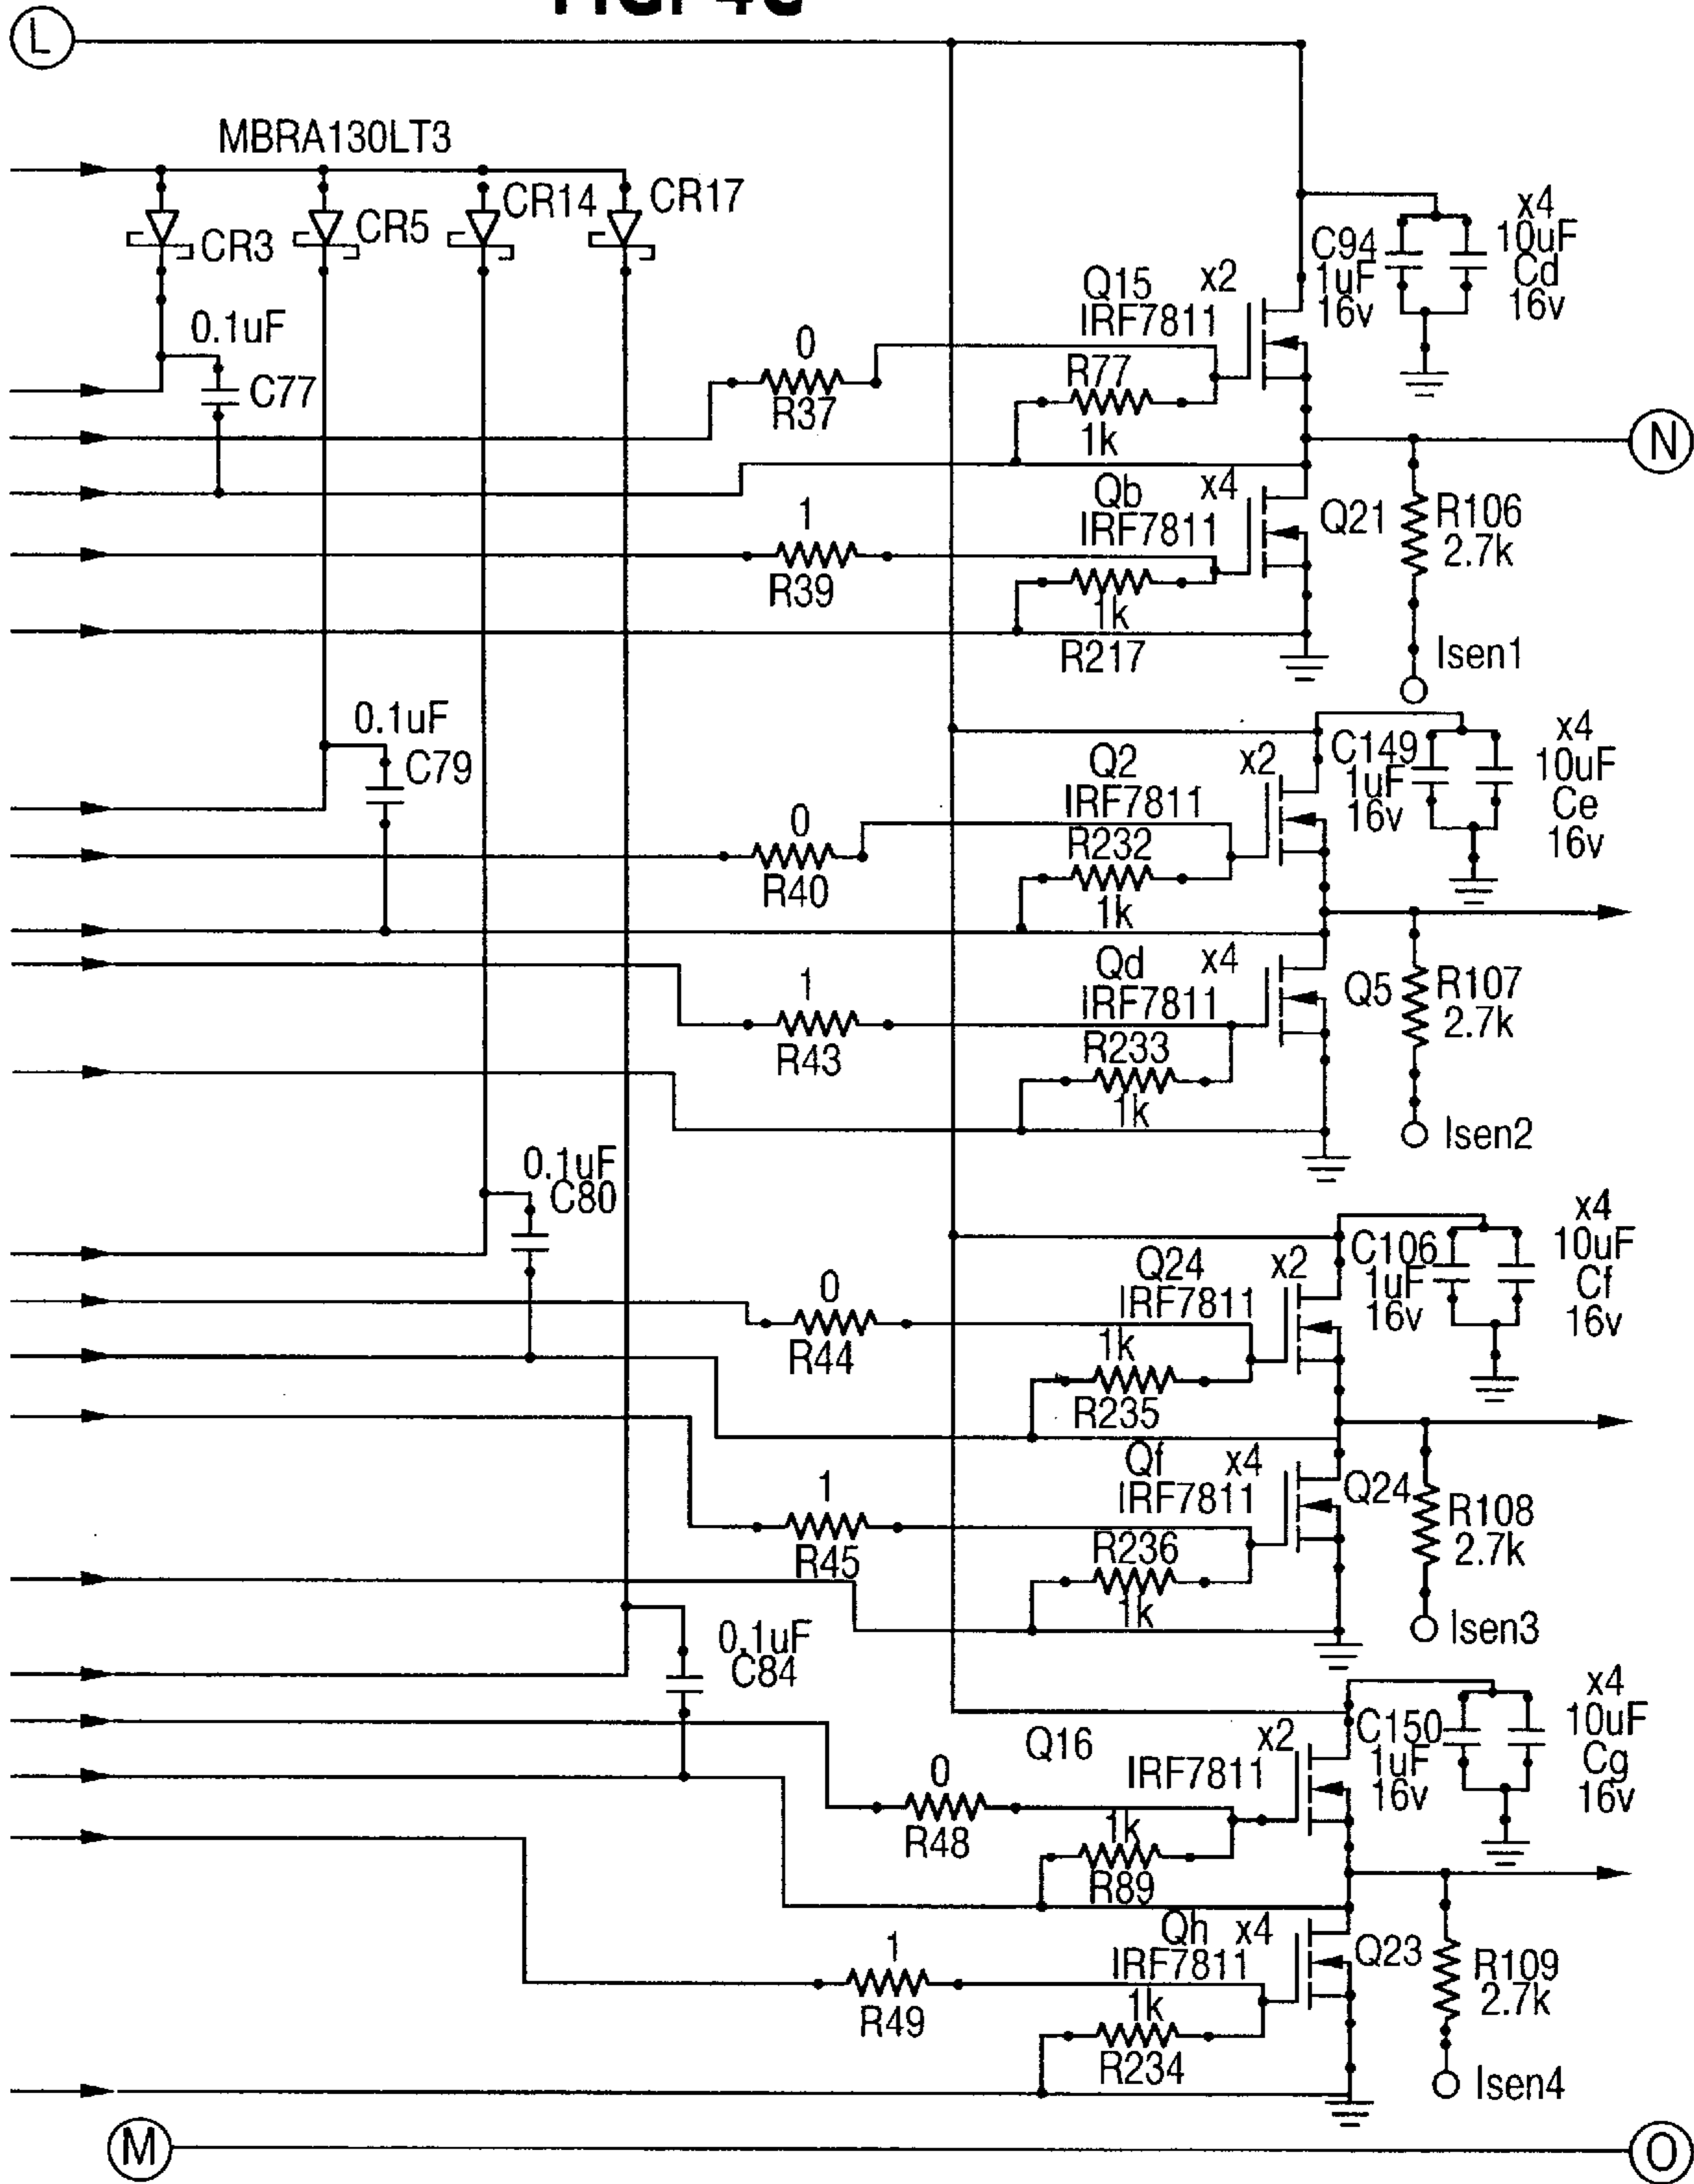 L
MBRA130LT3
CR3
CR5
CR14
CR17
0.1uF
C77
0
R37
Q15
x2
IRF7811
R77
1k
C94
1uF
16v
x4
10uF
Cd
16v
N
1
R39
Qb
x4
IRF7811
1k
R217
Q21
R106
2.7k
Isen1
0.1uF
C79
0
R40
Q2
x2
IRF7811
R232
1k
C149
1uF
16v
x4
10uF
Ce
16v
1
R43
Qd
x4
IRF7811
R233
1k
Q5
R107
2.7k
Isen2
0.1uF
C80
0
R44
Q24
x2
IRF7811
1k
R235
C106
1uF
16v
x4
10uF
Cf
16v
1
R45
Qf
x4
IRF7811
R236
1k
Q24
R108
2.7k
Isen3
0.1uF
C84
0
R48
Q16
x2
IRF7811
1k
R89
C150
1uF
16v
x4
10uF
Cg
16v
1
R49
Qh
x4
IRF7811
1k
R234
Q23
R109
2.7k
Isen4
M
O